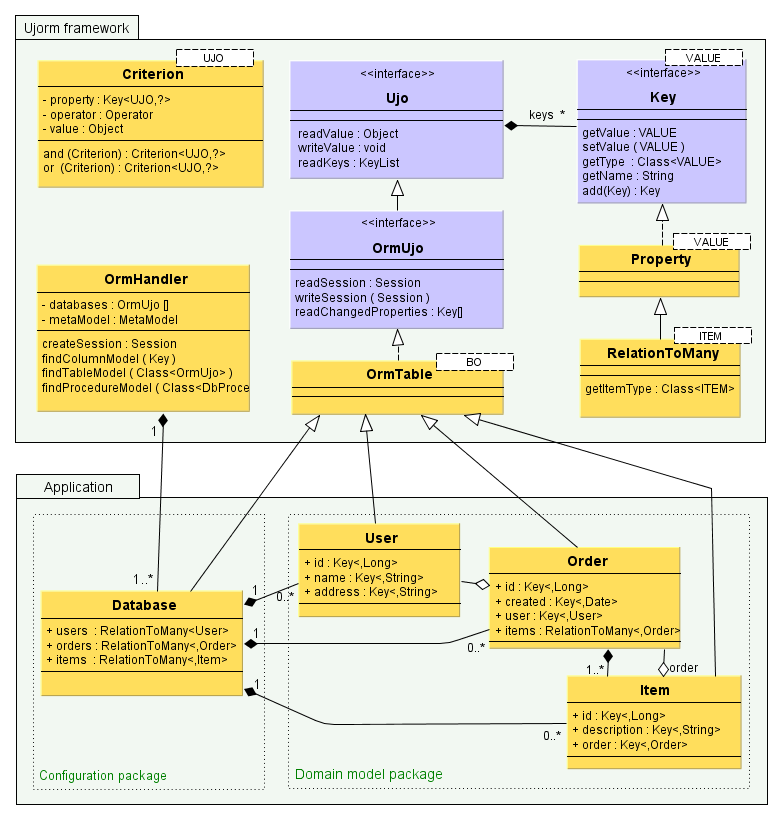 Ujorm framework
UJO
Criterion
- property : Key<UJO,?>
- operator : Operator
- value : Object
and (Criterion) : Criterion<UJO,?>
or (Criterion) : Criterion<UJO,?>
<<interface>>
Ujo
readValue : Object
writeValue : void
readKeys : KeyList
keys *
VALUE
<<interface>>
Key
getValue : VALUE
setValue ( VALUE )
getType : Class<VALUE>
getName : String
add(Key) : Key
<<interface>>
OrmUjo
readSession : Session
writeSession ( Session )
readChangedProperties : Key[]
VALUE
Property
OrmHandler
- databases : OrmUjo []
- metaModel : MetaModel
createSession : Session
findColumnModel ( Key )
findTableModel ( Class<OrmUjo> )
findProcedureModel ( Class<DbProce
BO
OrmTable
ITEM
RelationToMany
getItemType : Class<ITEM>
1
Application
1..*
Database
+ users : RelationToMany<User>
+ orders : RelationToMany<,Order>
+ items : RelationToMany<,Item>
1
0..*
1
0..*
1
0..*
User
+ id : Key<,Long>
+ name : Key<,String>
+ address : Key<,String>
Order
+ id : Key<,Long>
+ created : Key<,Date>
+ user : Key<,User>
+ items : RelationToMany<,Order>
1..*
order
Item
+ id : Key<,Long>
+ description : Key<,String>
+ order : Key<,Order>
Configuration package
Domain model package